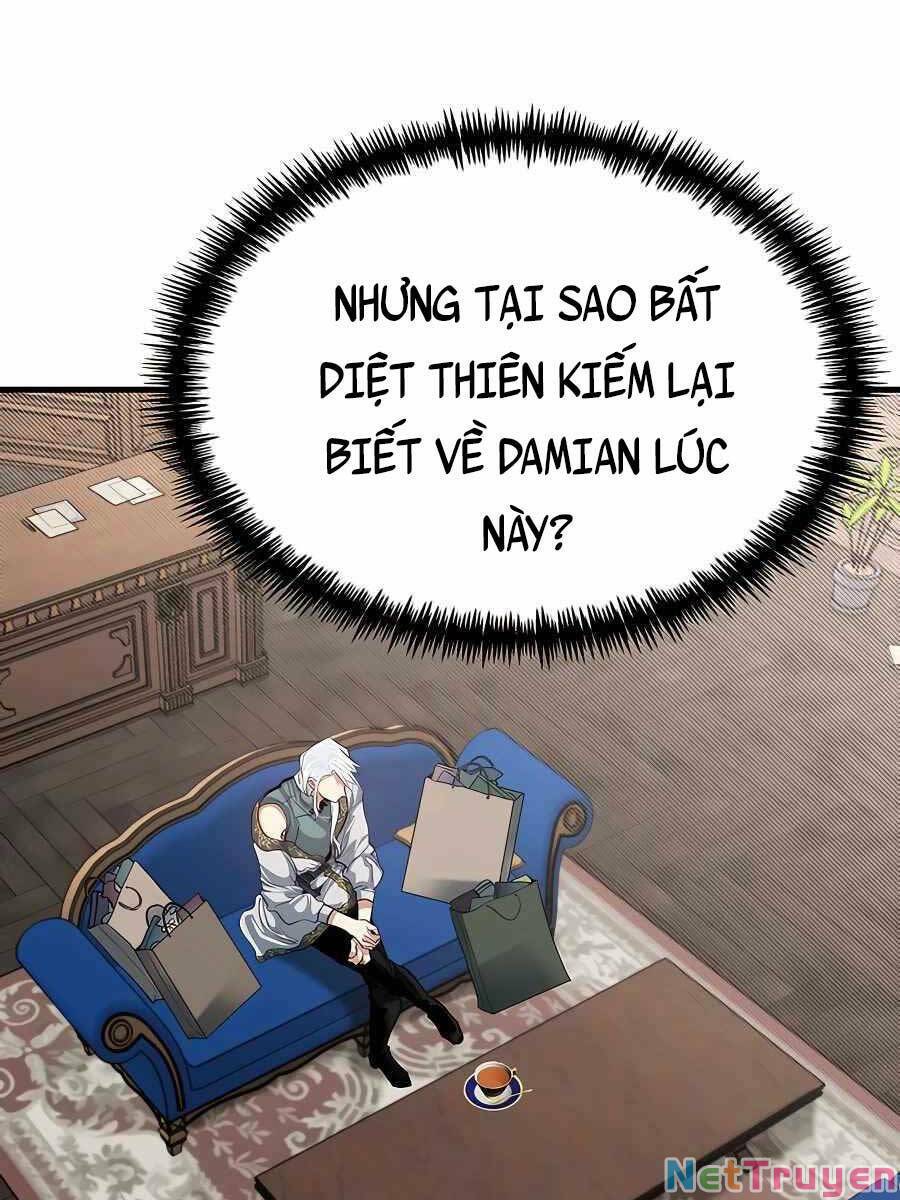 NHƯNG TẠI SAO BẤT
DIỆT THIÊN KIẾM LẠI
BIẾT VỀ DAMIAN LÚC
NÀY?
NetTruyen